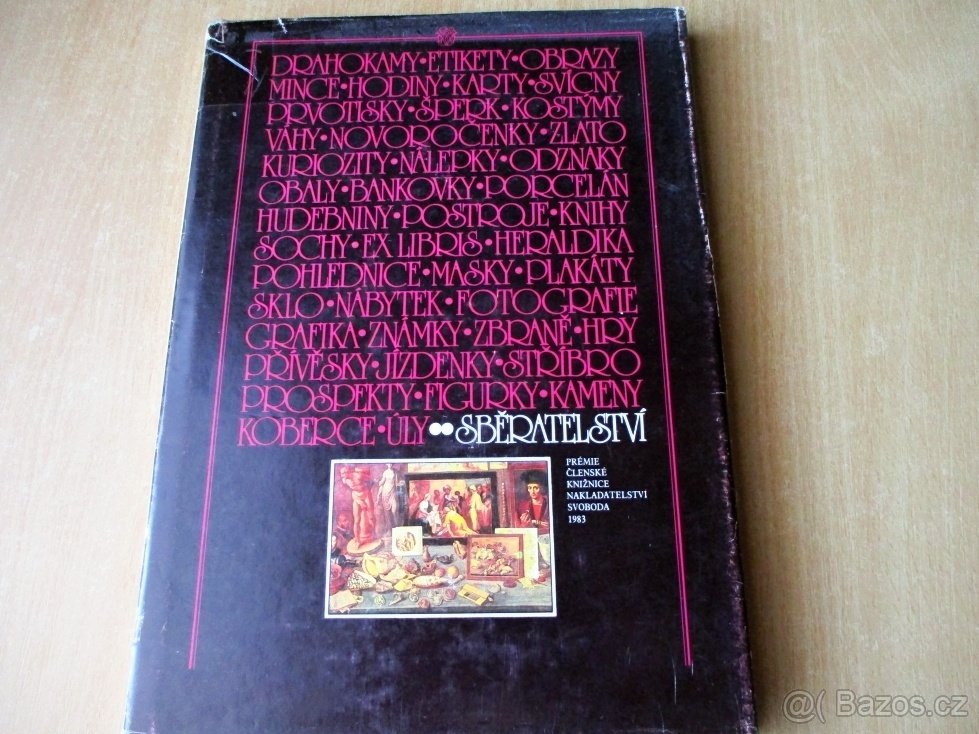 DRAHOKAMY•ETIKETY•OBRAZY
MINCE•HODINY•KARTY•SVÍCNY
PRVOTISKY•ŠPERK•KOSTÝMY
VÁHY•NOVOROČENKY•ZLATO
KURIOZITY•NÁLEPKY•ODZNAKY
OBALY•BANKOVKY•PORCELÁN
HUDEBNINY•POSTROJE•KNIHY
SOCHY•EX LIBRIS•HERALDIKA
POHLEDNICE•MASKY•PLAKÁTY
SKLO•NÁBYTEK•FOTOGRAFIE
GRAFIKA•ZNÁMKY•ZBRANĚ•HRY
PŘÍVĚSKY•JÍZDENKY•STŘÍBRO
PROSPEKTY•FIGURKY•KAMENY
KOBERCE•ÚLY••SBĚRATELSTVÍ
PRÉMIE
ČLENSKÉ
KNIŽNICE
NAKLADATELSTVÍ
SVOBODA
1983
@( Bazos.cz